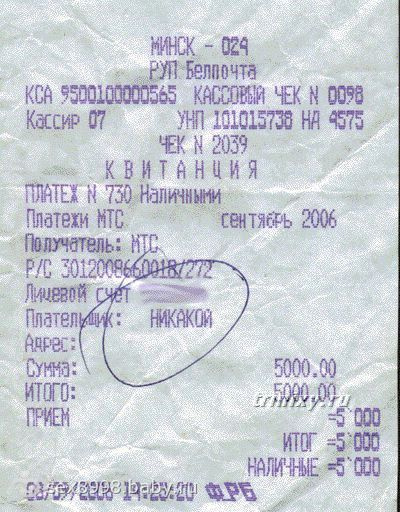 МИНСК - 024
РУП Белпочта
КСА 9500100000565 КАССОВЫЙ ЧЕК N 0098
Кассир 07 УНП 101015738 НА 4575
ЧЕК N 2039
КВИТАНЦИЯ
ПЛАТЕЖ N 730 Наличными
Платежи МТС сентябрь 2006
Получатель: МТС
Р/С 3012008660018/272
Лицевой счет
Плательщик: НИКАКОЙ
Адрес:
Сумма: 5000.00
ИТОГО: 5000.00
trinixy.ru
ПРИЕМ =5`000
ИТОГ =5`000
НАЛИЧНЫЕ =5`000
ФРБ